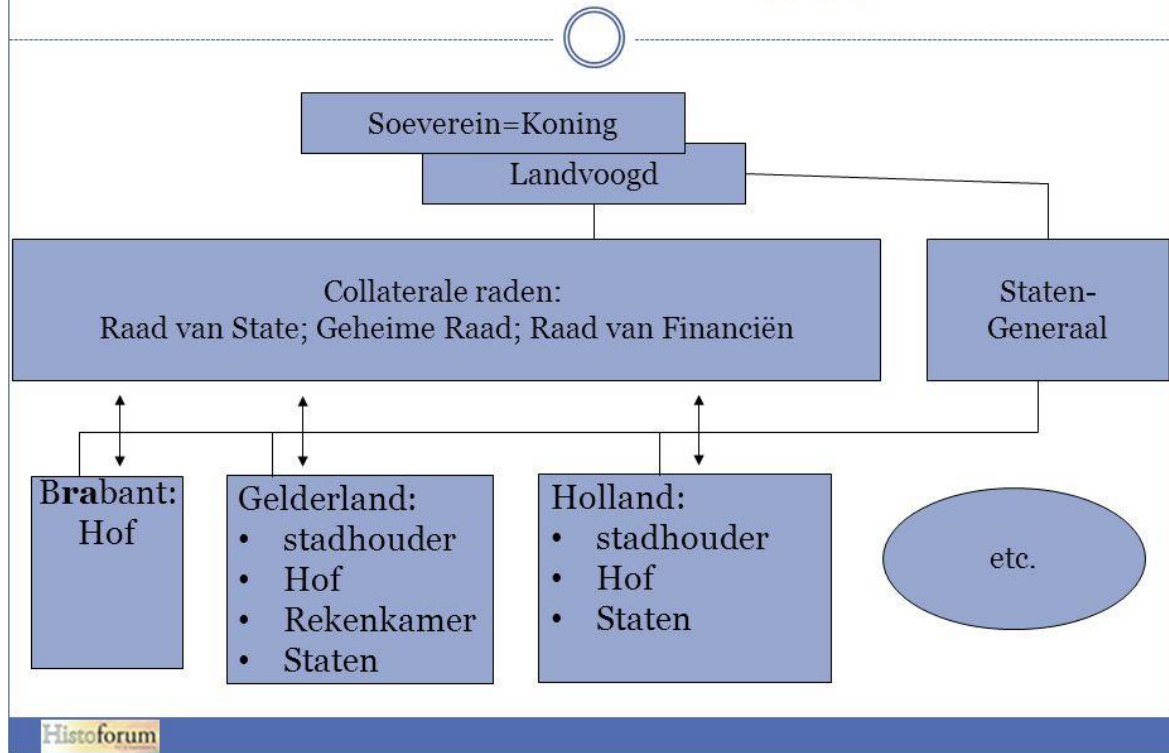 Soeverein=Koning
Landvoogd
Collaterale raden:
Raad van State; Geheime Raad; Raad van Financiën
Staten-
Generaal
Brabant:
Hof
Gelderland:
• stadhouder
• Hof
• Rekenkamer
• Staten
Holland:
• stadhouder
• Hof
• Staten
etc.
Histoforum